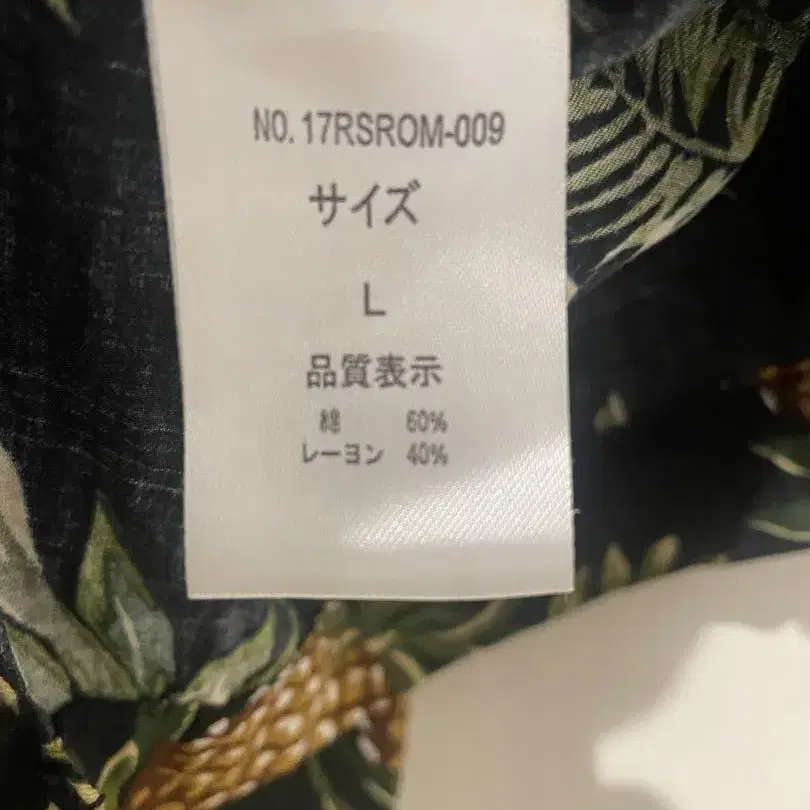 NO. 17RSROM-009
サイズ
L
品質表示
綿 60%
レーヨン 40%